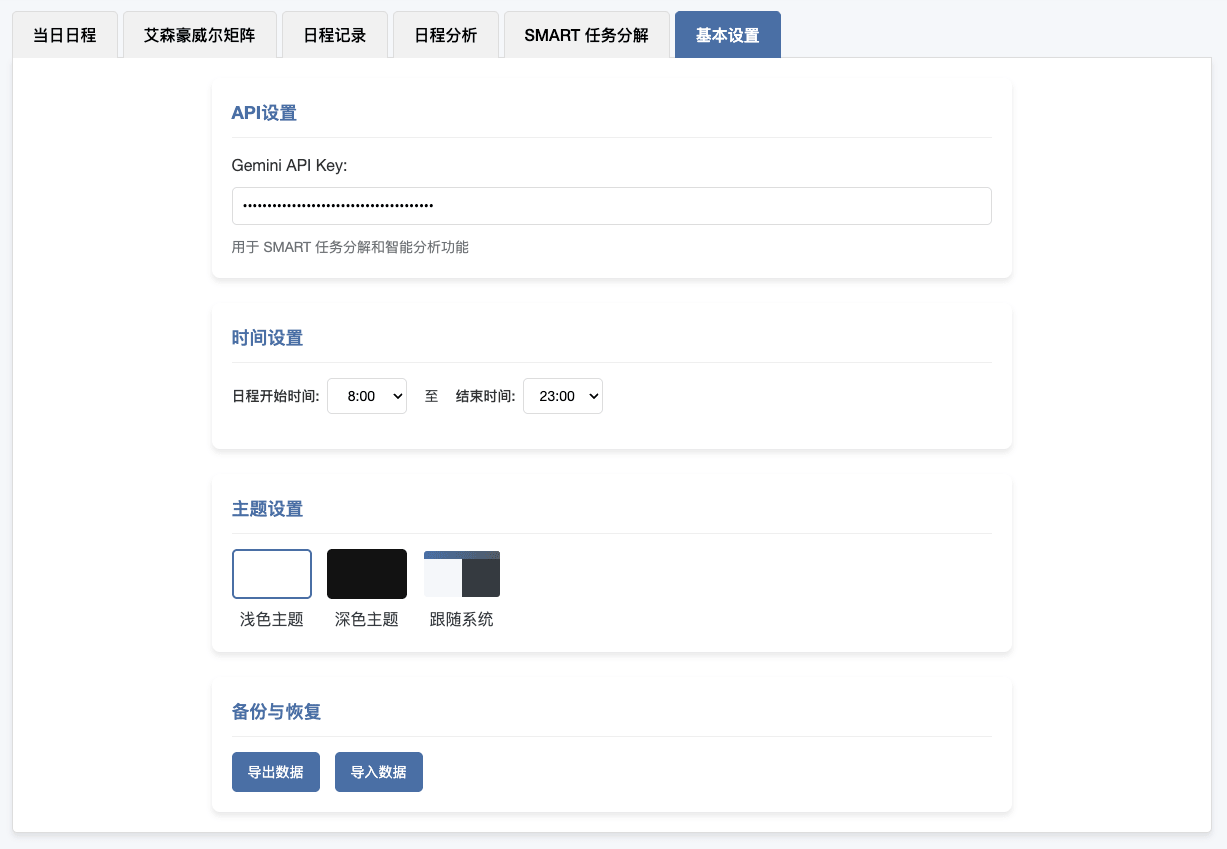 当日日程 艾森豪威尔矩阵 日程记录 日程分析 SMART 任务分解 基本设置
API设置
Gemini API Key:
•••••••••••••••••••••••••••••••••••••••
用于 SMART 任务分解和智能分析功能
时间设置
日程开始时间: 8:00 至 结束时间: 23:00
主题设置
浅色主题 深色主题 跟随系统
备份与恢复
导出数据 导入数据